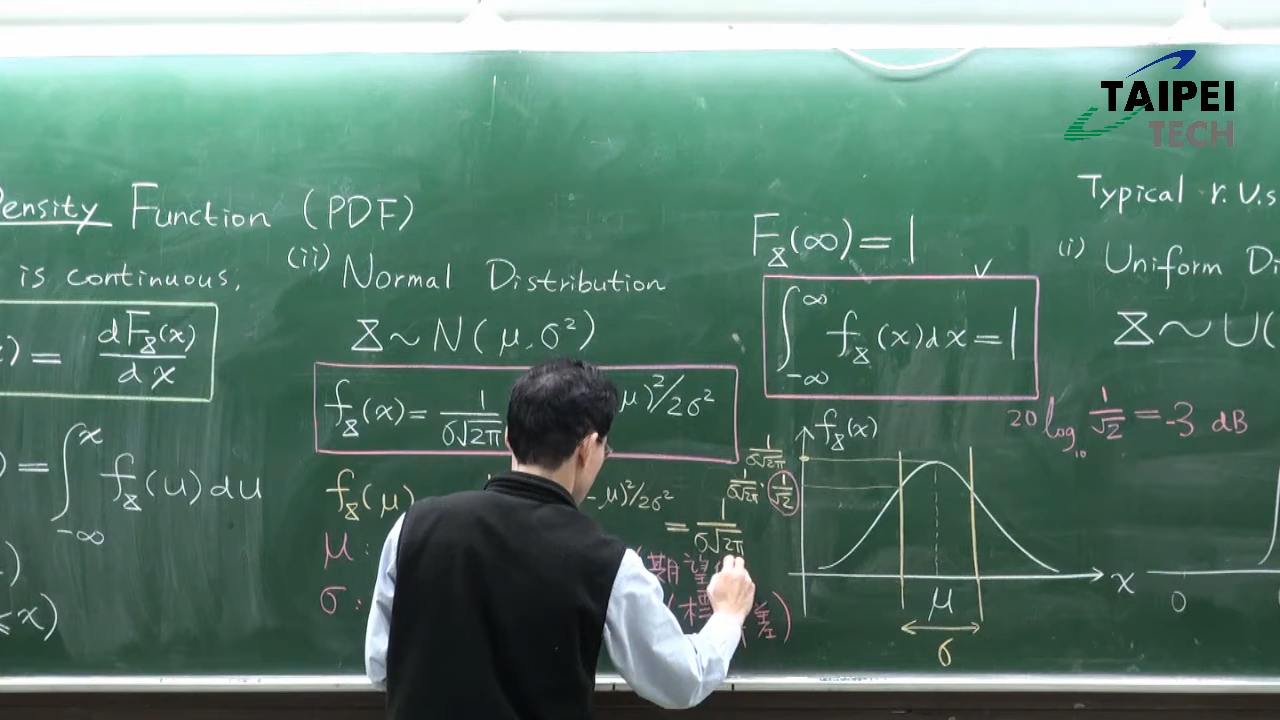 Density Function (PDF)
is continuous,
) = dF_X(x)/dx
) = ∫_{-∞}^{x} f_X(u)du
)
≤ x)
(ii) Normal Distribution
X ~ N(μ, σ²)
f_X(x) = 1/(σ√2π) μ)²/2σ²
f_X(μ) -μ)²/2σ²
= 1/(σ√2π)
μ: (期望
σ: (標 差)
F_X(∞) = 1
∫_{-∞}^{∞} f_X(x)dx = 1
20 log₁₀ 1/√2 = -3 dB
f_X(x)
1/(σ√2π)
1/(σ√2π) · 1/√2
μ
x
σ
Typical r.v.s
(i) Uniform Di
X ~ U(
0
TAIPEI
TECH